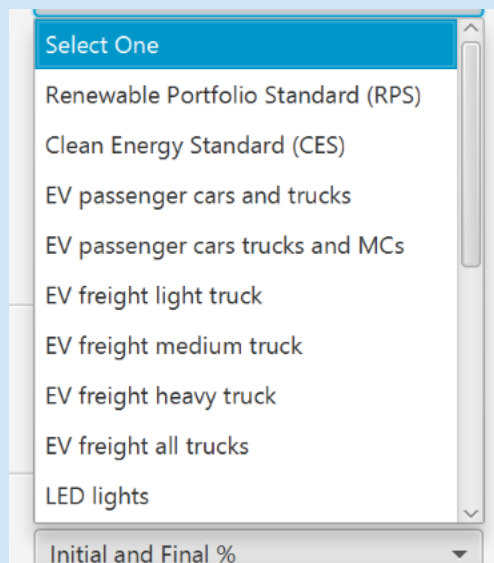 Select One
Renewable Portfolio Standard (RPS)
Clean Energy Standard (CES)
EV passenger cars and trucks
EV passenger cars trucks and MCs
EV freight light truck
EV freight medium truck
EV freight heavy truck
EV freight all trucks
LED lights
Initial and Final %